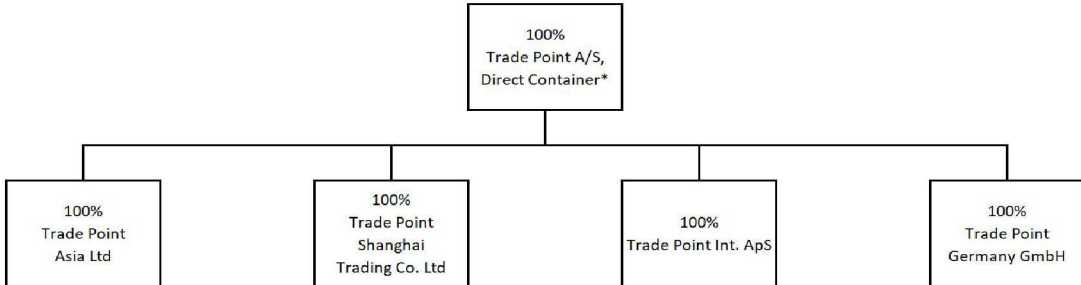 100%
Trade Point A/S,
Direct Container*
100%
Trade Point
Asia Ltd
100%
Trade Point
Shanghai
Trading Co. Ltd
100%
Trade Point Int. ApS
100%
Trade Point
Germany GmbH